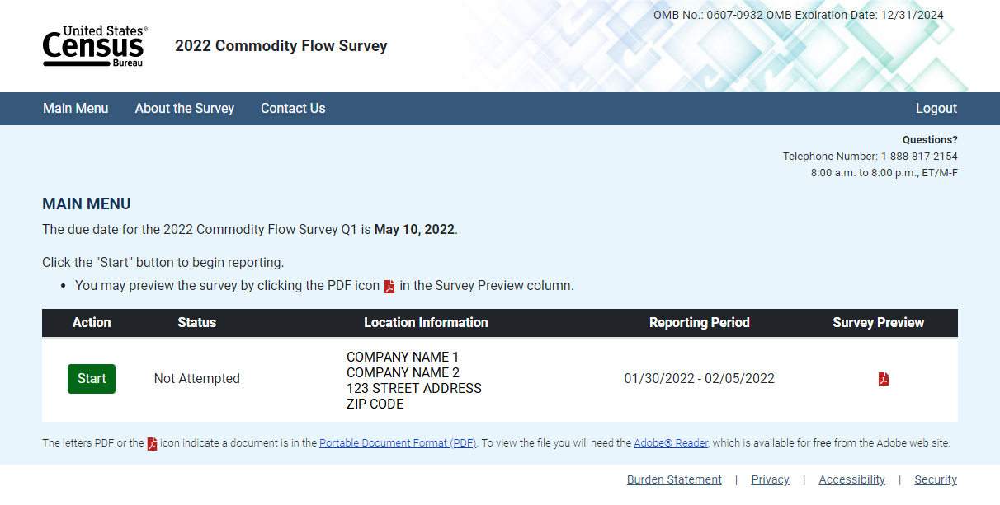 OMB No.: 0607-0932 OMB Expiration Date: 12/31/2024
United States®
Census
Bureau
2022 Commodity Flow Survey
Main Menu About the Survey Contact Us Logout
Questions?
Telephone Number: 1-888-817-2154
8:00 a.m. to 8:00 p.m., ET/M-F
MAIN MENU
The due date for the 2022 Commodity Flow Survey Q1 is May 10, 2022.
Click the "Start" button to begin reporting.
• You may preview the survey by clicking the PDF icon in the Survey Preview column.
Action Status Location Information Reporting Period Survey Preview
COMPANY NAME 1
COMPANY NAME 2
Start Not Attempted 01/30/2022 - 02/05/2022
123 STREET ADDRESS
ZIP CODE
The letters PDF or the icon indicate a document is in the Portable Document Format (PDF). To view the file you will need the Adobe® Reader, which is available for free from the Adobe web site.
Burden Statement | Privacy | Accessibility | Security